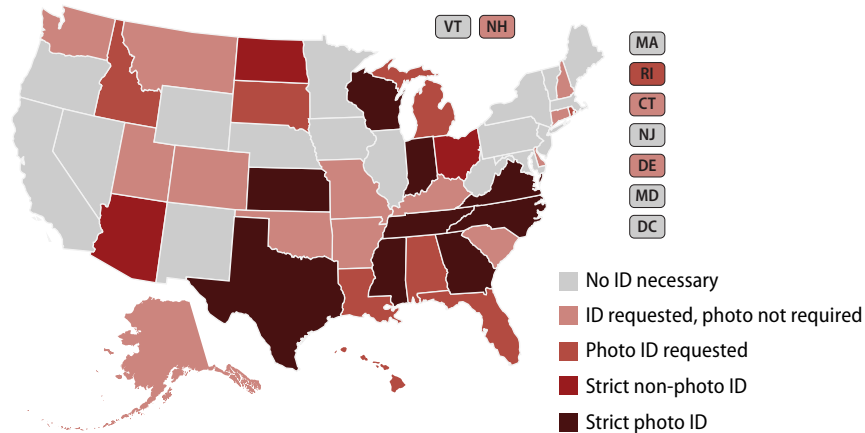 VT NH
MA
RI
CT
NJ
DE
MD
DC
No ID necessary
ID requested, photo not required
Photo ID requested
Strict non-photo ID
Strict photo ID